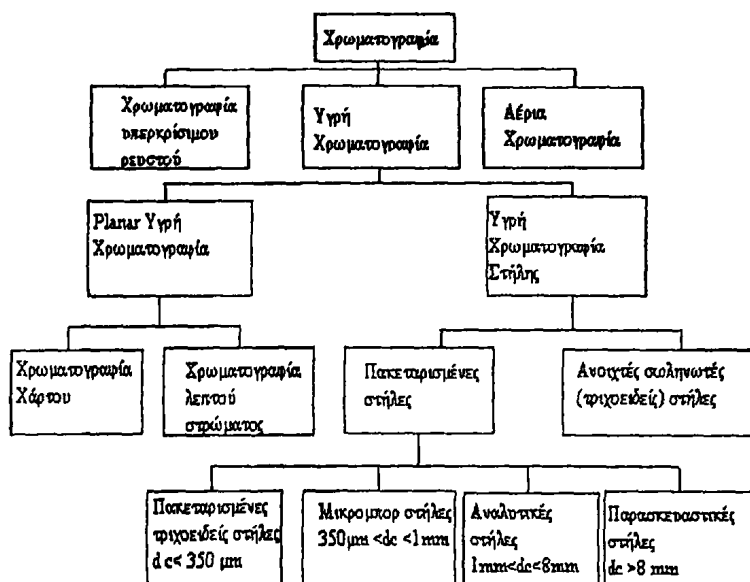 Χρωματογραφία
Χρωματογραφία
υπερκρίσιμου
ρευστού
Υγρή
Χρωματογραφία
Αέρια
Χρωματογραφία
Planar Υγρή
Χρωματογραφία
Υγρή
Χρωματογραφία
Στήλης
Χρωματογραφία
Χάρτου
Χρωματογραφία
λεπτού
στρώματος
Πακεταρισμένες
στήλες
Ανοιχτές σωληνωτές
(τριχοειδείς) στήλες
Πακεταρισμένες
τριχοειδείς στήλες
d c< 350 μm
Μικρομπορ στήλες
350μm <dc <1mm
Αναλυτικές
στήλες
1mm<dc<8mm
Παρασκευαστικές
στήλες
dc >8 mm